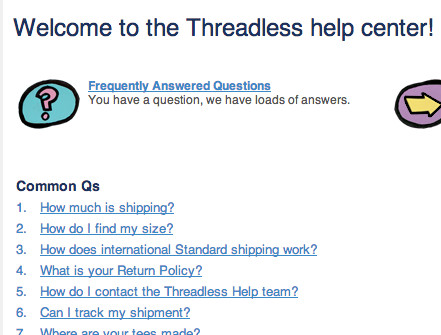 Welcome to the Threadless help center!
Frequently Answered Questions
You have a question, we have loads of answers.
Common Qs
1. How much is shipping?
2. How do I find my size?
3. How does international Standard shipping work?
4. What is your Return Policy?
5. How do I contact the Threadless Help team?
6. Can I track my shipment?
7. Where are your tees made?